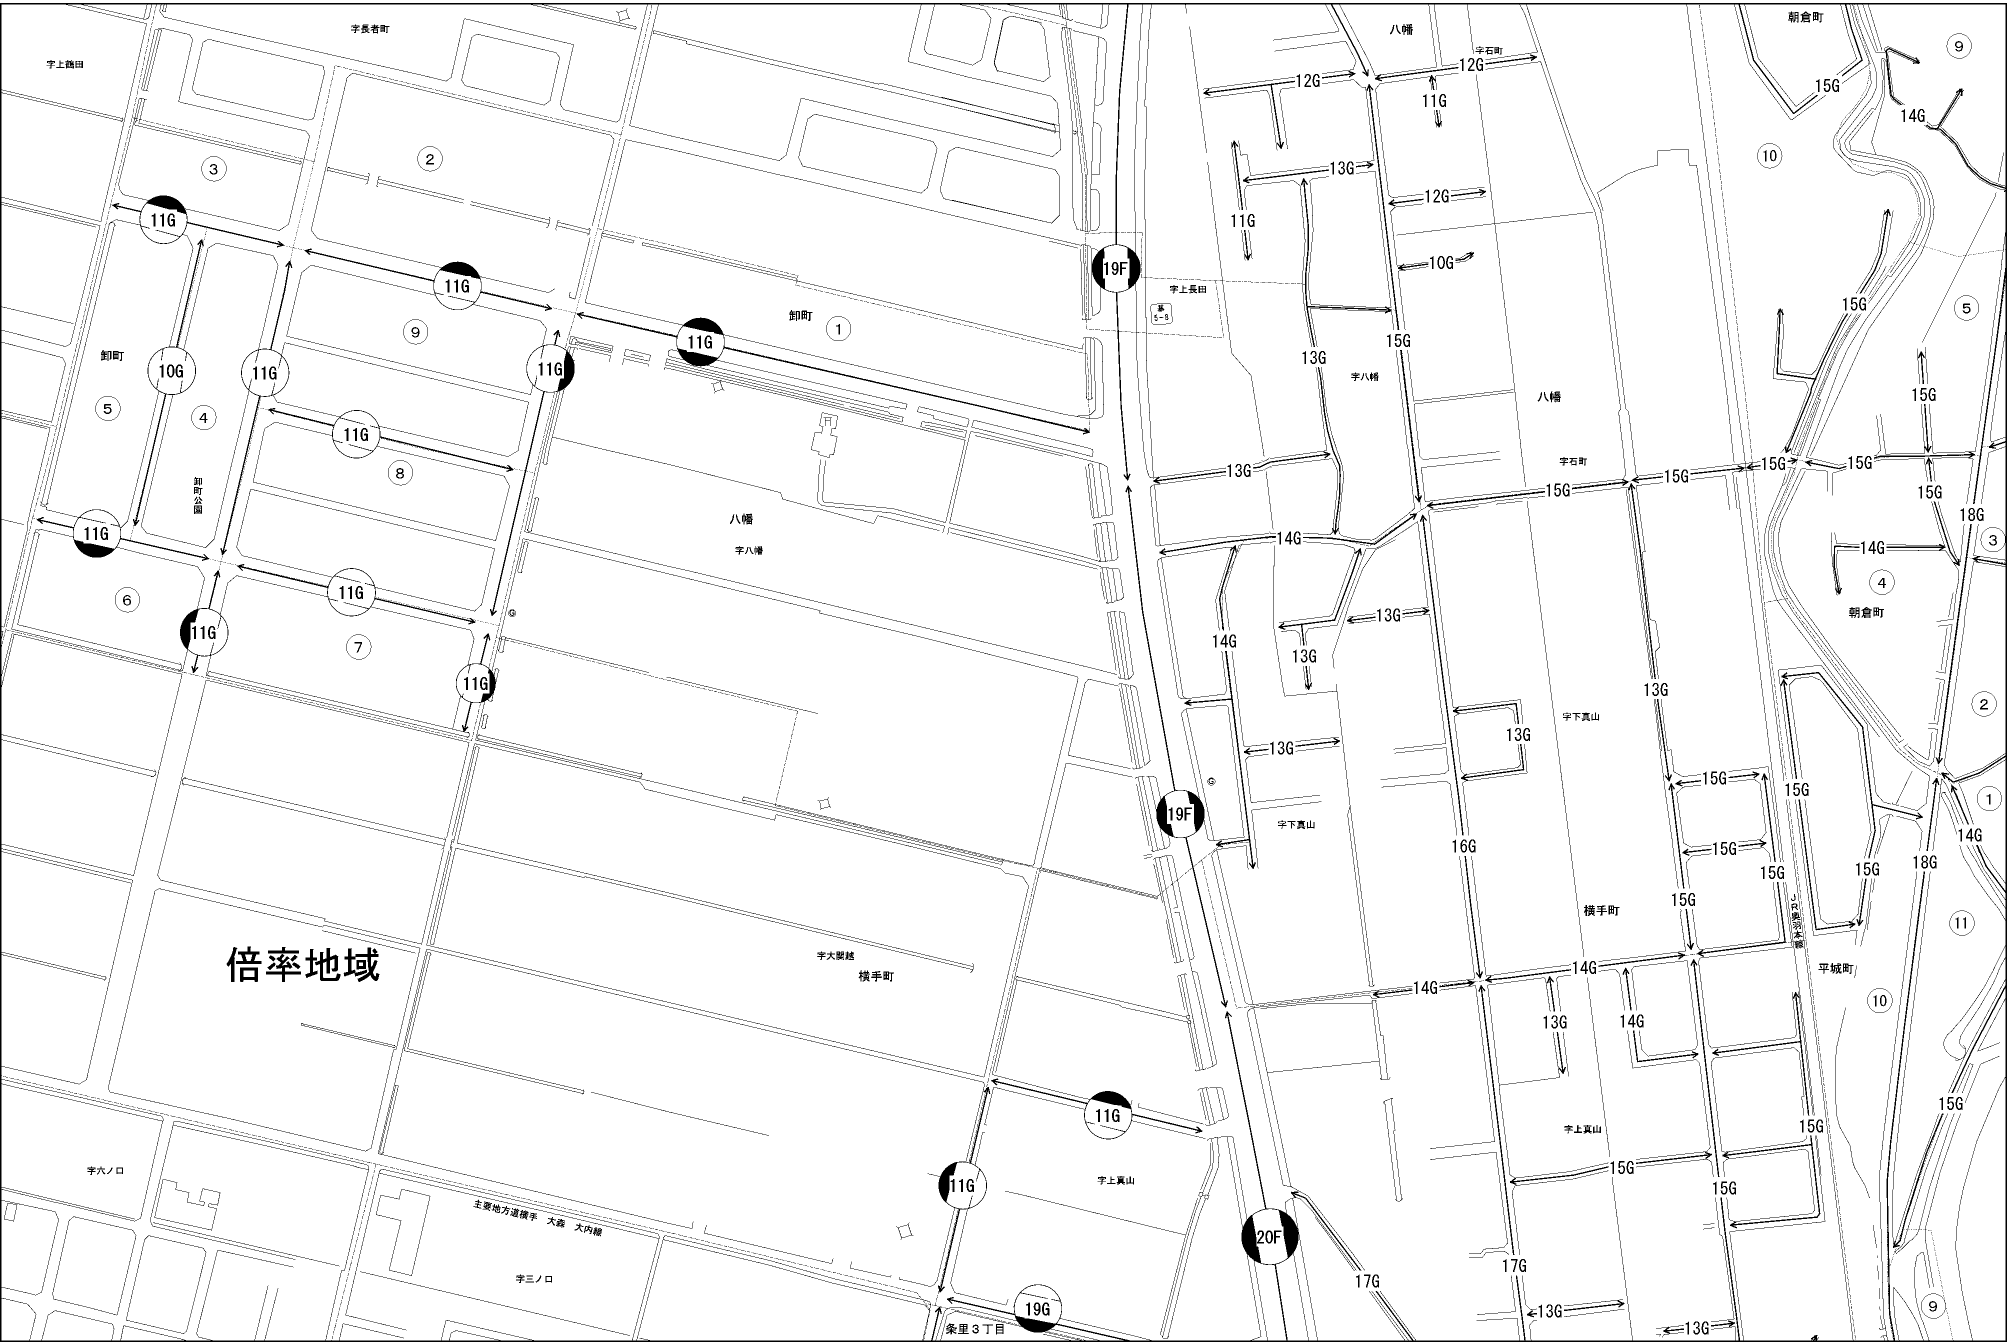 字長者町
字上鶴田
八幡
朝倉町
字石町
9
12G
12G
15G
11G
14G
2
10
3
13G
12G
11G
11G
11G
10G
19F
字上長田
11G
15G
5
墓
5-8
卸町
1
9
11G
15G
卸町
13G
10G
11G
11G
字八幡
八幡
15G
5
4
11G
8
13G
字石町
15G
15G
15G
15G
15G
卸町公園
15G
18G
八幡
11G
14G
14G
3
字八幡
11G
4
6
朝倉町
13G
11G
14G
7
13G
11G
13G
2
字下真山
13G
13G
15G
15G
1
19F
字下真山
14G
16G
15G
18G
15G
15G
15G
横手町
JR奥羽本線
11
倍率地域
字大関越
横手町
14G
平城町
14G
10
13G
14G
11G
15G
15G
字上真山
字六ノ口
15G
11G
字上真山
15G
主要地方道横手 大森 大内線
20F
17G
17G
字三ノ口
19G
13G
9
条里3丁目
13G